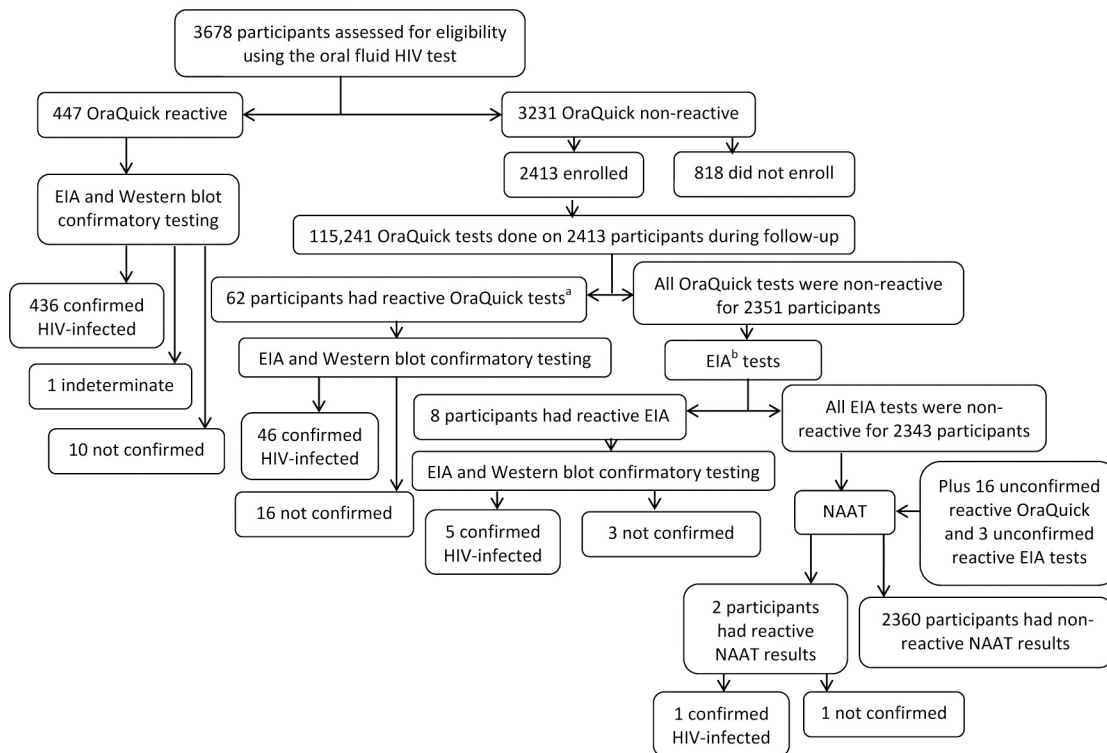 3678 participants assessed for eligibility
using the oral fluid HIV test
447 OraQuick reactive
3231 OraQuick non-reactive
2413 enrolled
818 did not enroll
EIA and Western blot
confirmatory testing
115,241 OraQuick tests done on 2413 participants during follow-up
436 confirmed
HIV-infected
1 indeterminate
10 not confirmed
62 participants had reactive OraQuick testsᵃ
All OraQuick tests were non-reactive
for 2351 participants
EIA and Western blot confirmatory testing
EIAᵇ tests
46 confirmed
HIV-infected
16 not confirmed
8 participants had reactive EIA
All EIA tests were non-
reactive for 2343 participants
EIA and Western blot confirmatory testing
5 confirmed
HIV-infected
3 not confirmed
NAAT
Plus 16 unconfirmed
reactive OraQuick
and 3 unconfirmed
reactive EIA tests
2 participants
had reactive
NAAT results
2360 participants had non-
reactive NAAT results
1 confirmed
HIV-infected
1 not confirmed